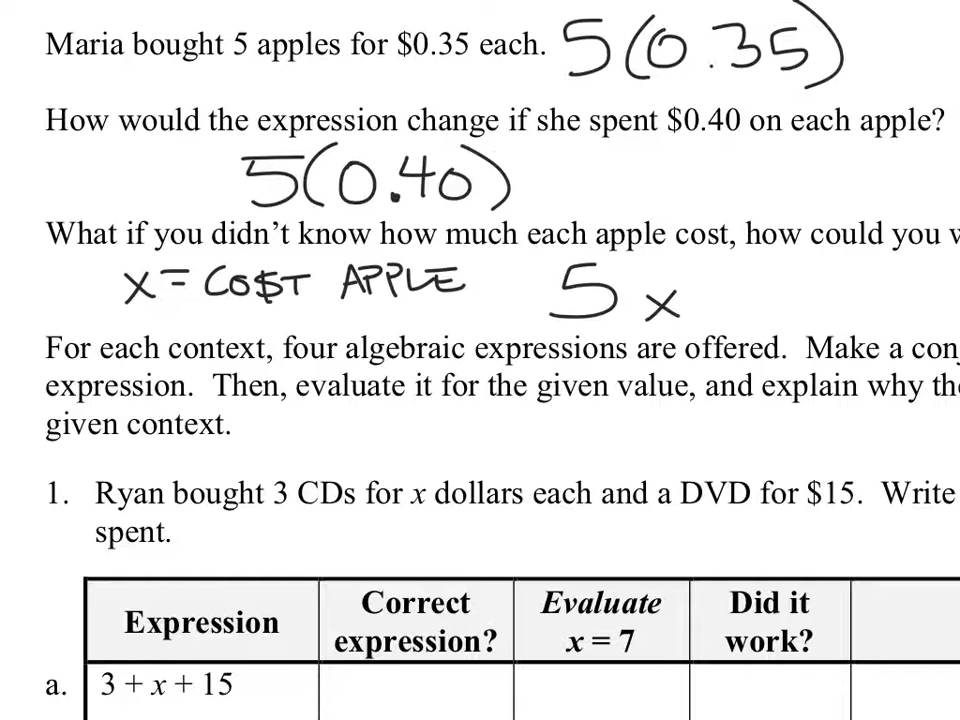 Maria bought 5 apples for $0.35 each. 5(0.35)
How would the expression change if she spent $0.40 on each apple?
5(0.40)
What if you didn't know how much each apple cost, how could you w
x = CO$T APPLE 5x
For each context, four algebraic expressions are offered. Make a con
expression. Then, evaluate it for the given value, and explain why the
given context.
1. Ryan bought 3 CDs for x dollars each and a DVD for $15. Write
spent.
Expression Correct expression? Evaluate x = 7 Did it work?
a. 3 + x + 15